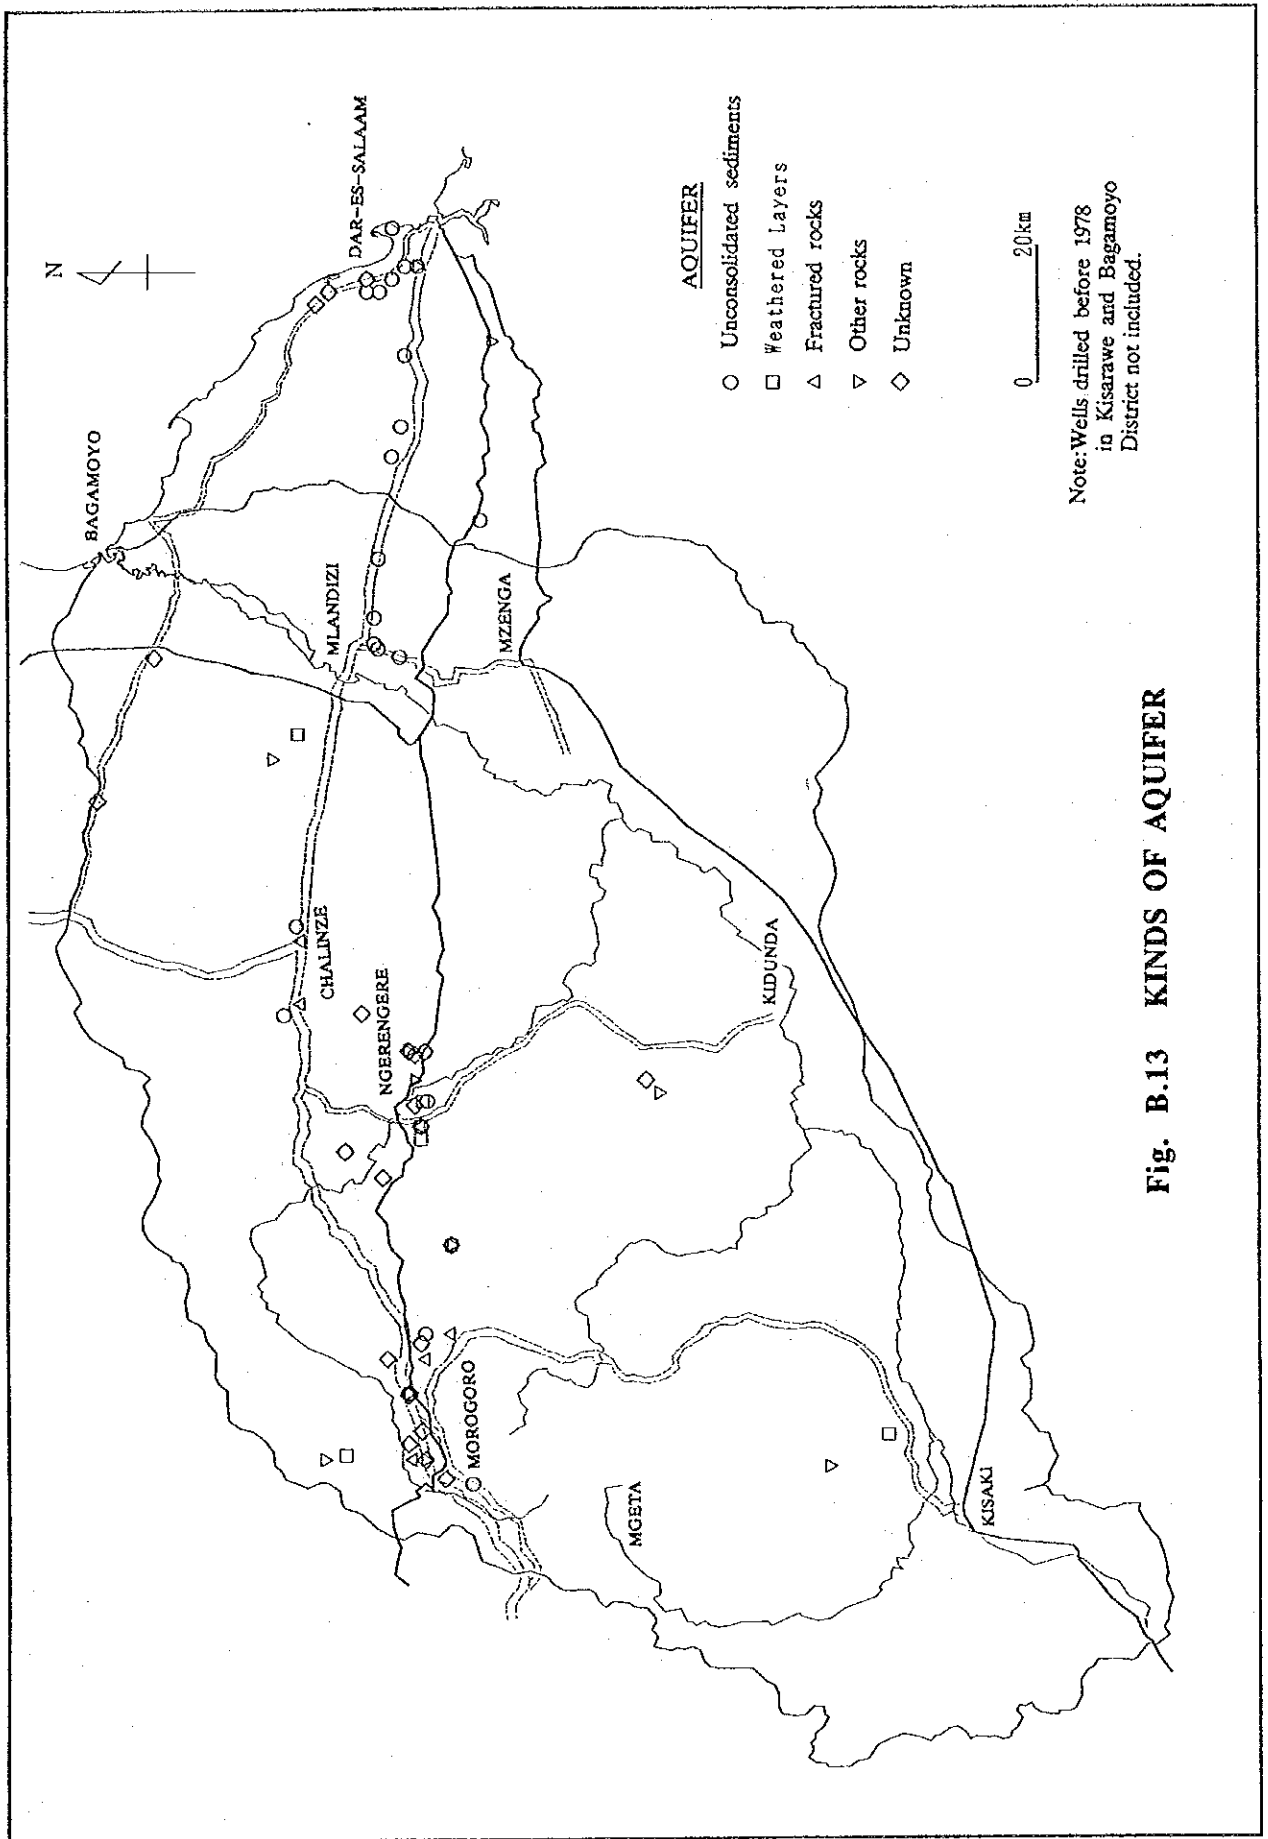 N
BAGAMOYO
DAR-ES-SALAAM
MLANDIZI
MZENGA
CHALINZE
NGERENGERE
KIDUNDA
MOROGORO
MGETA
KISAKI
AQUIFER
Unconsolidated sediments
Weathered Layers
Fractured rocks
Other rocks
Unknown
0 20km
Note:Wells drilled before 1978
in Kisarawe and Bagamoyo
District not included.
Fig. B.13 KINDS OF AQUIFER